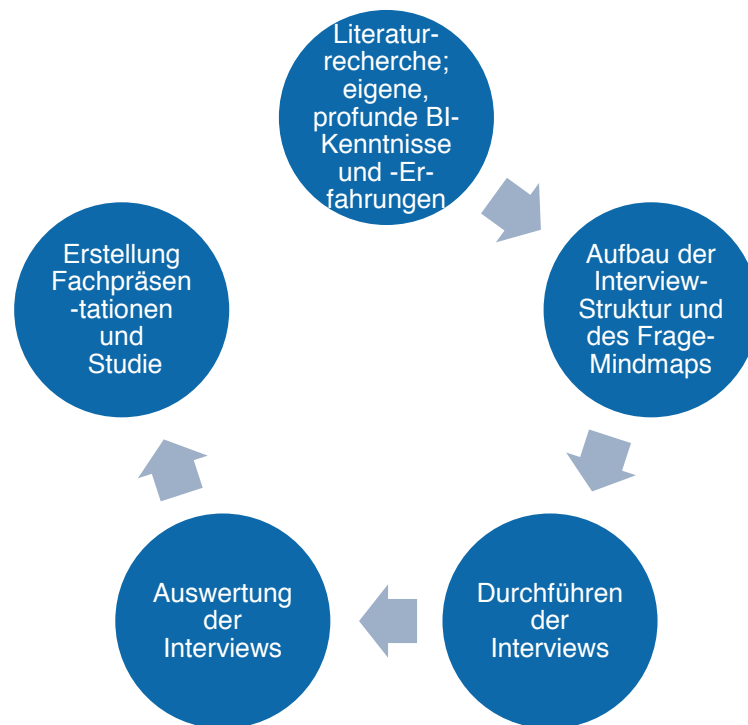 Literatur-
recherche;
eigene,
profunde BI-
Kenntnisse
und -Er-
fahrungen
Aufbau der
Interview-
Struktur und
des Frage-
Mindmaps
Durchführen
der
Interviews
Auswertung
der
Interviews
Erstellung
Fachpräsen
-tationen
und
Studie